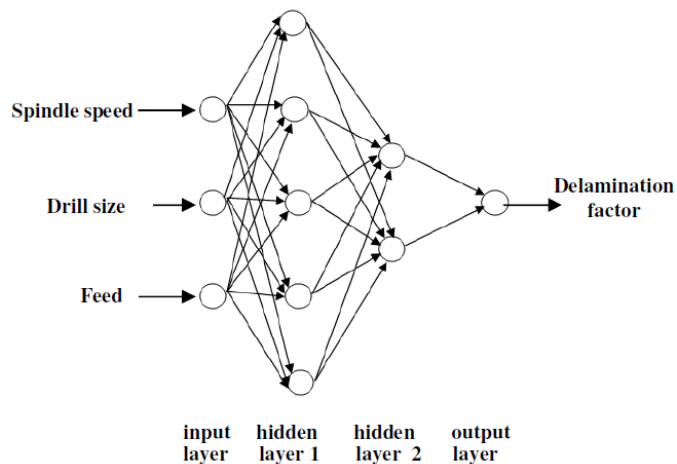 Spindle speed
Drill size
Feed
Delamination
factor
input hidden hidden output
layer layer 1 layer 2 layer